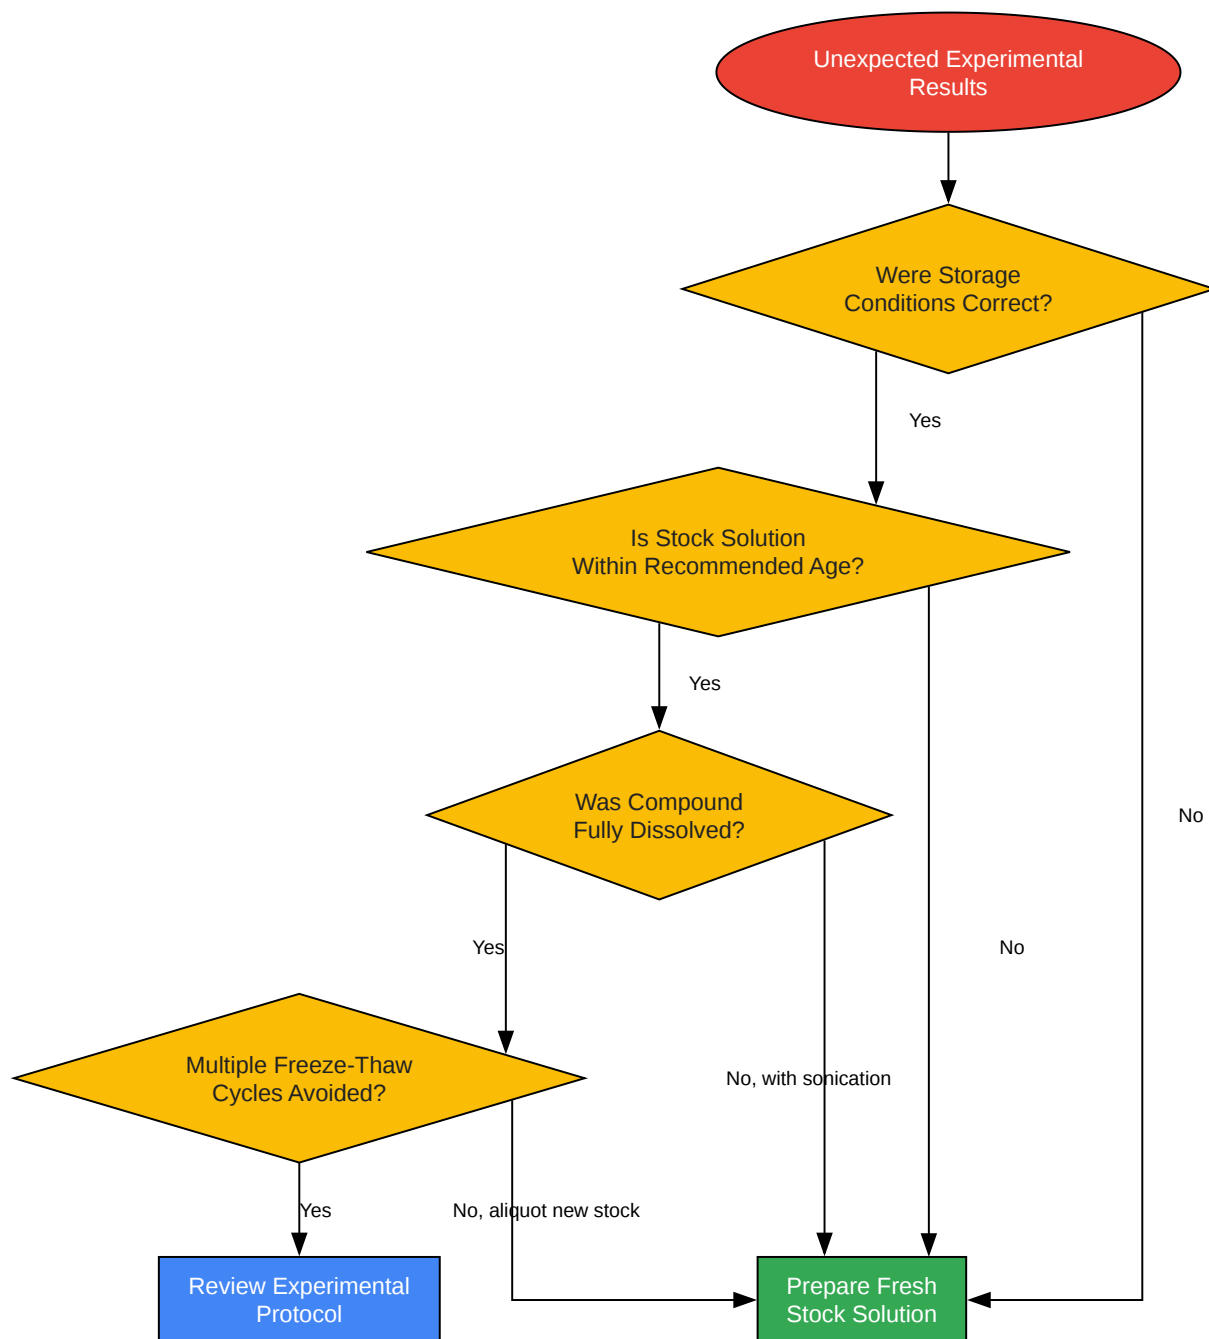 Unexpected Experimental
Results
Were Storage
Conditions Correct?
Yes
Is Stock Solution
Within Recommended Age?
Yes
Was Compound
Fully Dissolved?
No
Yes
No
Multiple Freeze-Thaw
Cycles Avoided?
No, with sonication
Yes
No, aliquot new stock
Review Experimental
Protocol
Prepare Fresh
Stock Solution